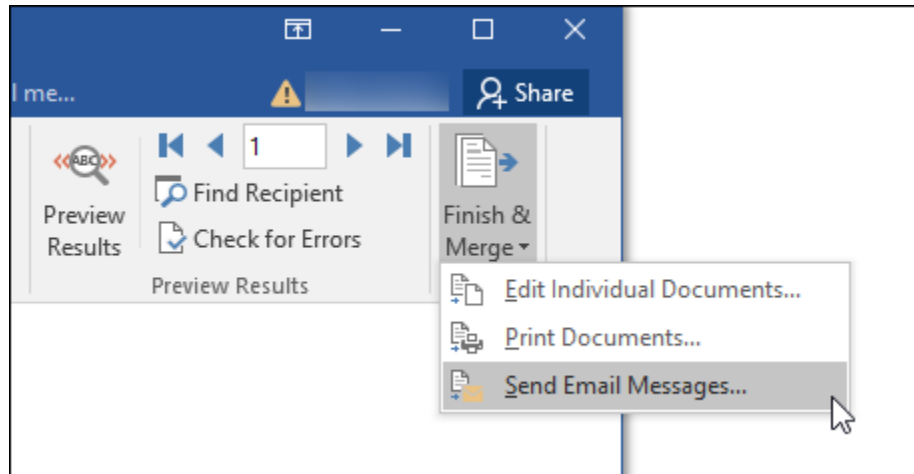 l me...
Share
«ABC»
Preview
Results
1
Find Recipient
Check for Errors
Preview Results
Finish &
Merge
Edit Individual Documents...
Print Documents...
Send Email Messages...